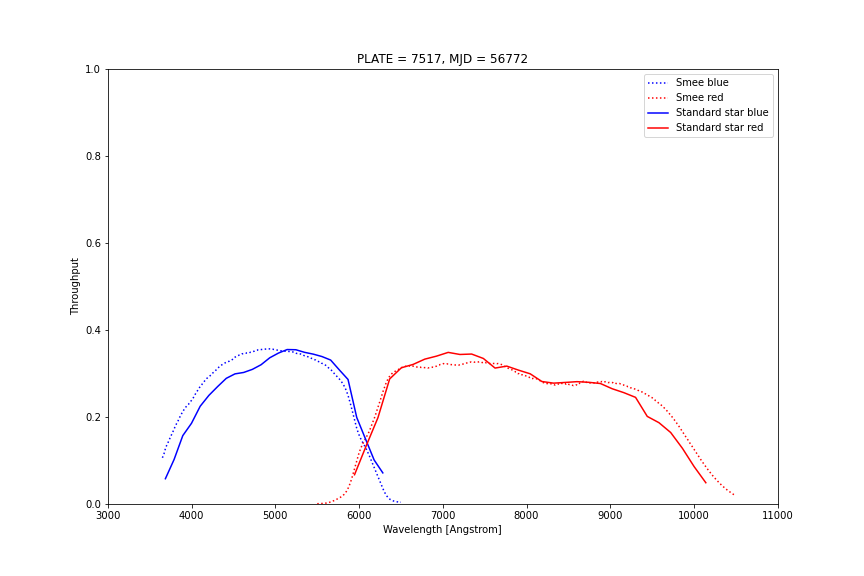 PLATE = 7517, MJD = 56772
1.0
0.8
0.6
0.4
0.2
0.0
Throughput
Smee blue
Smee red
Standard star blue
Standard star red
3000 4000 5000 6000 7000 8000 9000 10000 11000
Wavelength [Angstrom]